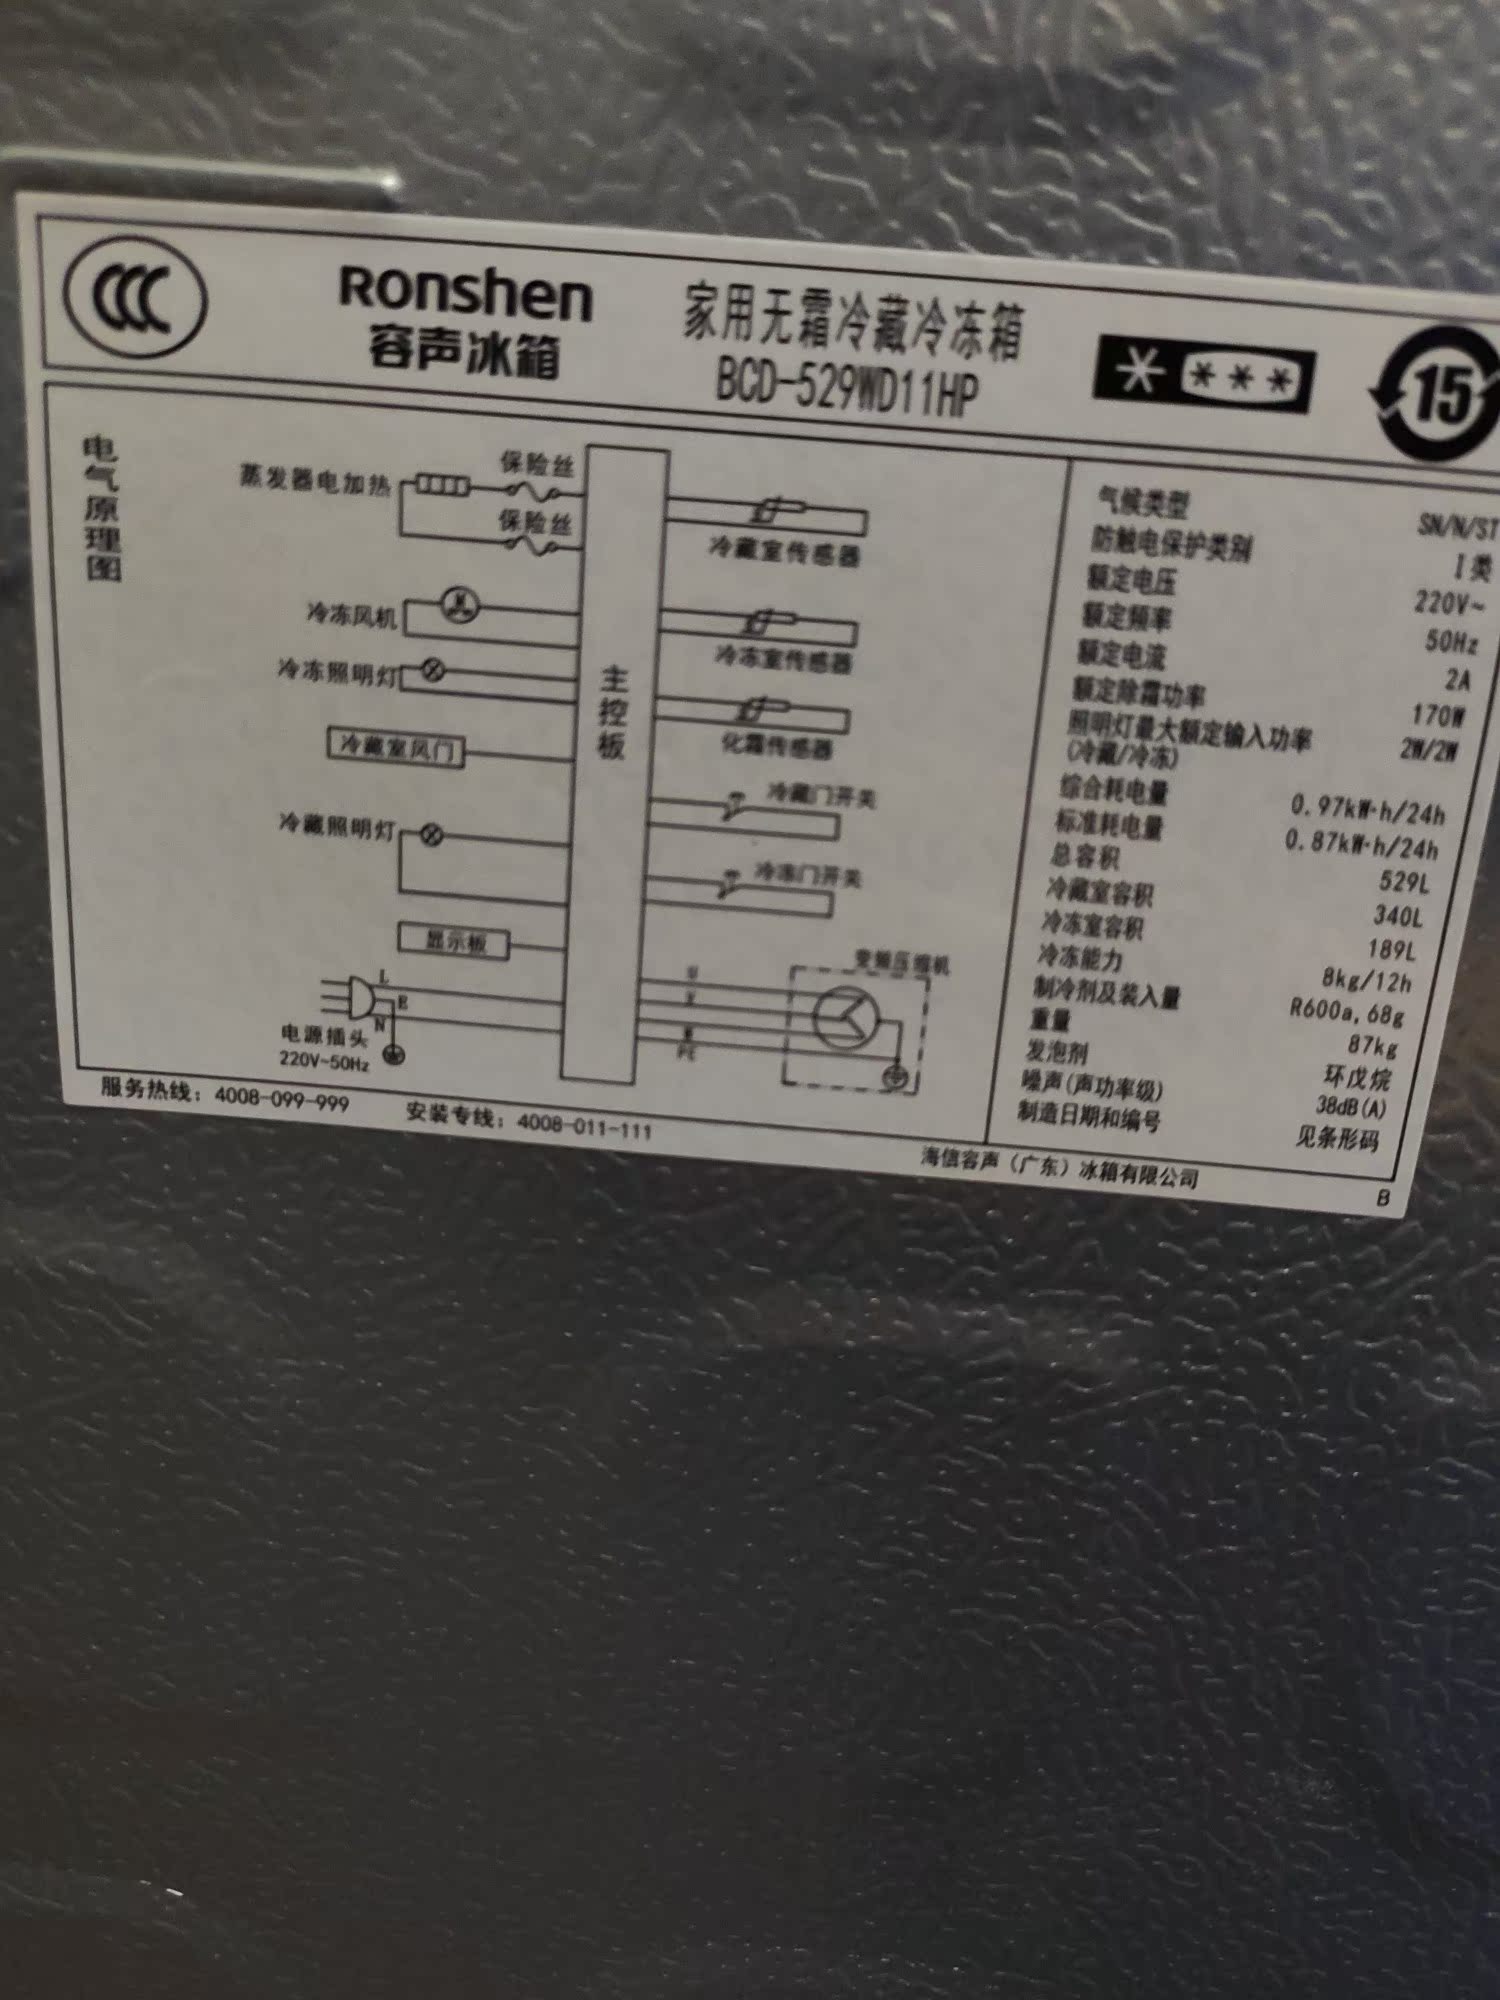 CCC
Ronshen
容声冰箱
家用无霜冷藏冷冻箱
BCD-529WD11HP
15
电气原理图
蒸发器电加热
保险丝
保险丝
冷冻风机
冷冻照明灯
冷藏室风门
冷藏照明灯
显示板
L
E
N
电源插头
220V~50Hz
主控板
冷藏室传感器
冷冻室传感器
化霜传感器
冷藏门开关
冷冻门开关
变频压缩机
U
V
W
PE
气候类型 SN/N/ST
防触电保护类别 I类
额定电压 220V~
额定频率 50Hz
额定电流 2A
额定除霜功率 170W
照明灯最大额定输入功率 2W/2W
(冷藏/冷冻)
综合耗电量 0.97kW·h/24h
标准耗电量 0.87kW·h/24h
总容积 529L
冷藏室容积 340L
冷冻室容积 189L
冷冻能力 8kg/12h
制冷剂及装入量 R600a,68g
重量 87kg
发泡剂 环戊烷
噪声(声功率级) 38dB(A)
制造日期和编号 见条形码
服务热线：4008-099-999 安装专线：4008-011-111
海信容声（广东）冰箱有限公司
B